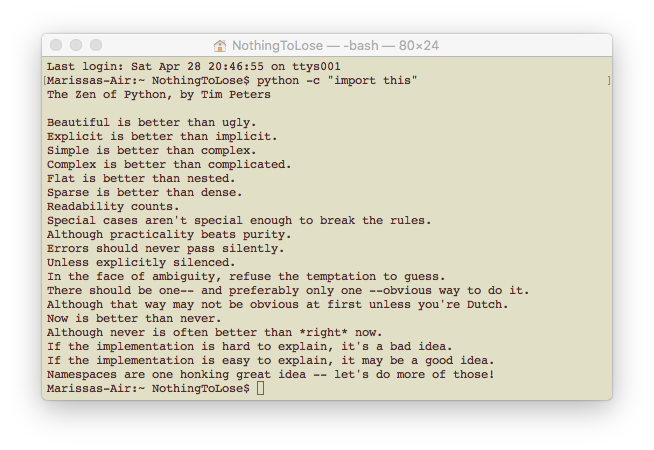 NothingToLose — -bash — 80×24
Last login: Sat Apr 28 20:46:55 on ttys001
[Marissas-Air:~ NothingToLose$ python -c "import this" ]
The Zen of Python, by Tim Peters

Beautiful is better than ugly.
Explicit is better than implicit.
Simple is better than complex.
Complex is better than complicated.
Flat is better than nested.
Sparse is better than dense.
Readability counts.
Special cases aren't special enough to break the rules.
Although practicality beats purity.
Errors should never pass silently.
Unless explicitly silenced.
In the face of ambiguity, refuse the temptation to guess.
There should be one-- and preferably only one --obvious way to do it.
Although that way may not be obvious at first unless you're Dutch.
Now is better than never.
Although never is often better than *right* now.
If the implementation is hard to explain, it's a bad idea.
If the implementation is easy to explain, it may be a good idea.
Namespaces are one honking great idea -- let's do more of those!
Marissas-Air:~ NothingToLose$